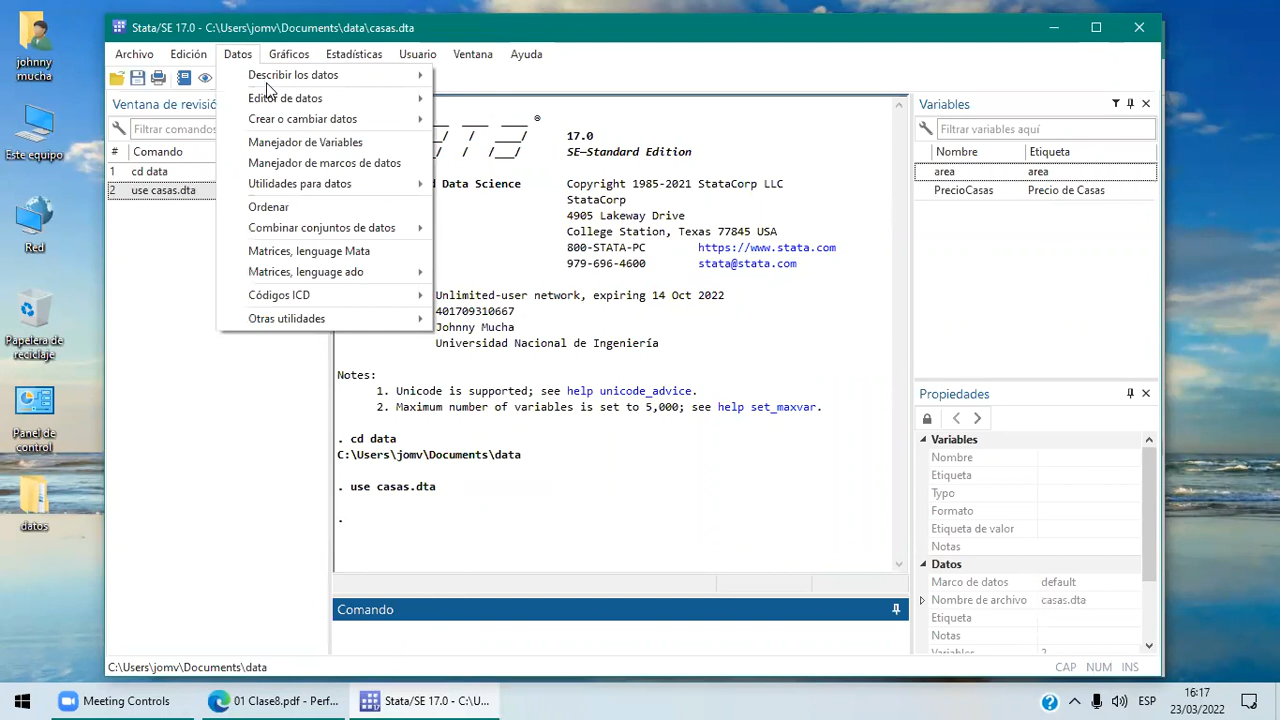 johnny
mucha
Este equipo
Red
Papelera de
reciclaje
Panel de
control
datos
Stata/SE 17.0 - C:\Users\jomv\Documents\data\casas.dta
Archivo Edición Datos Gráficos Estadísticas Usuario Ventana Ayuda
Describir los datos
Editor de datos
Crear o cambiar datos
Manejador de Variables
Manejador de marcos de datos
Utilidades para datos
Ordenar
Combinar conjuntos de datos
Matrices, lenguage Mata
Matrices, lenguage ado
Códigos ICD
Otras utilidades
Ventana de revisió
Filtrar comandos
# Comando
1 cd data
2 use casas.dta
®
17.0
SE—Standard Edition
d Data Science Copyright 1985-2021 StataCorp LLC
StataCorp
4905 Lakeway Drive
College Station, Texas 77845 USA
800-STATA-PC https://www.stata.com
979-696-4600 stata@stata.com
Unlimited-user network, expiring 14 Oct 2022
401709310667
Johnny Mucha
Universidad Nacional de Ingeniería
Notes:
1. Unicode is supported; see help unicode_advice.
2. Maximum number of variables is set to 5,000; see help set_maxvar.
. cd data
C:\Users\jomv\Documents\data
. use casas.dta
.
Comando
Variables
Filtrar variables aquí
Nombre Etiqueta
area area
PrecioCasas Precio de Casas
Propiedades
Variables
Nombre
Etiqueta
Typo
Formato
Etiqueta de valor
Notas
Datos
Marco de datos default
Nombre de archivo casas.dta
Etiqueta
Notas
Variables 2
C:\Users\jomv\Documents\data
CAP NUM INS
Meeting Controls
01 Clase8.pdf - Perf...
Stata/SE 17.0 - C:\U...
ESP
16:17
23/03/2022